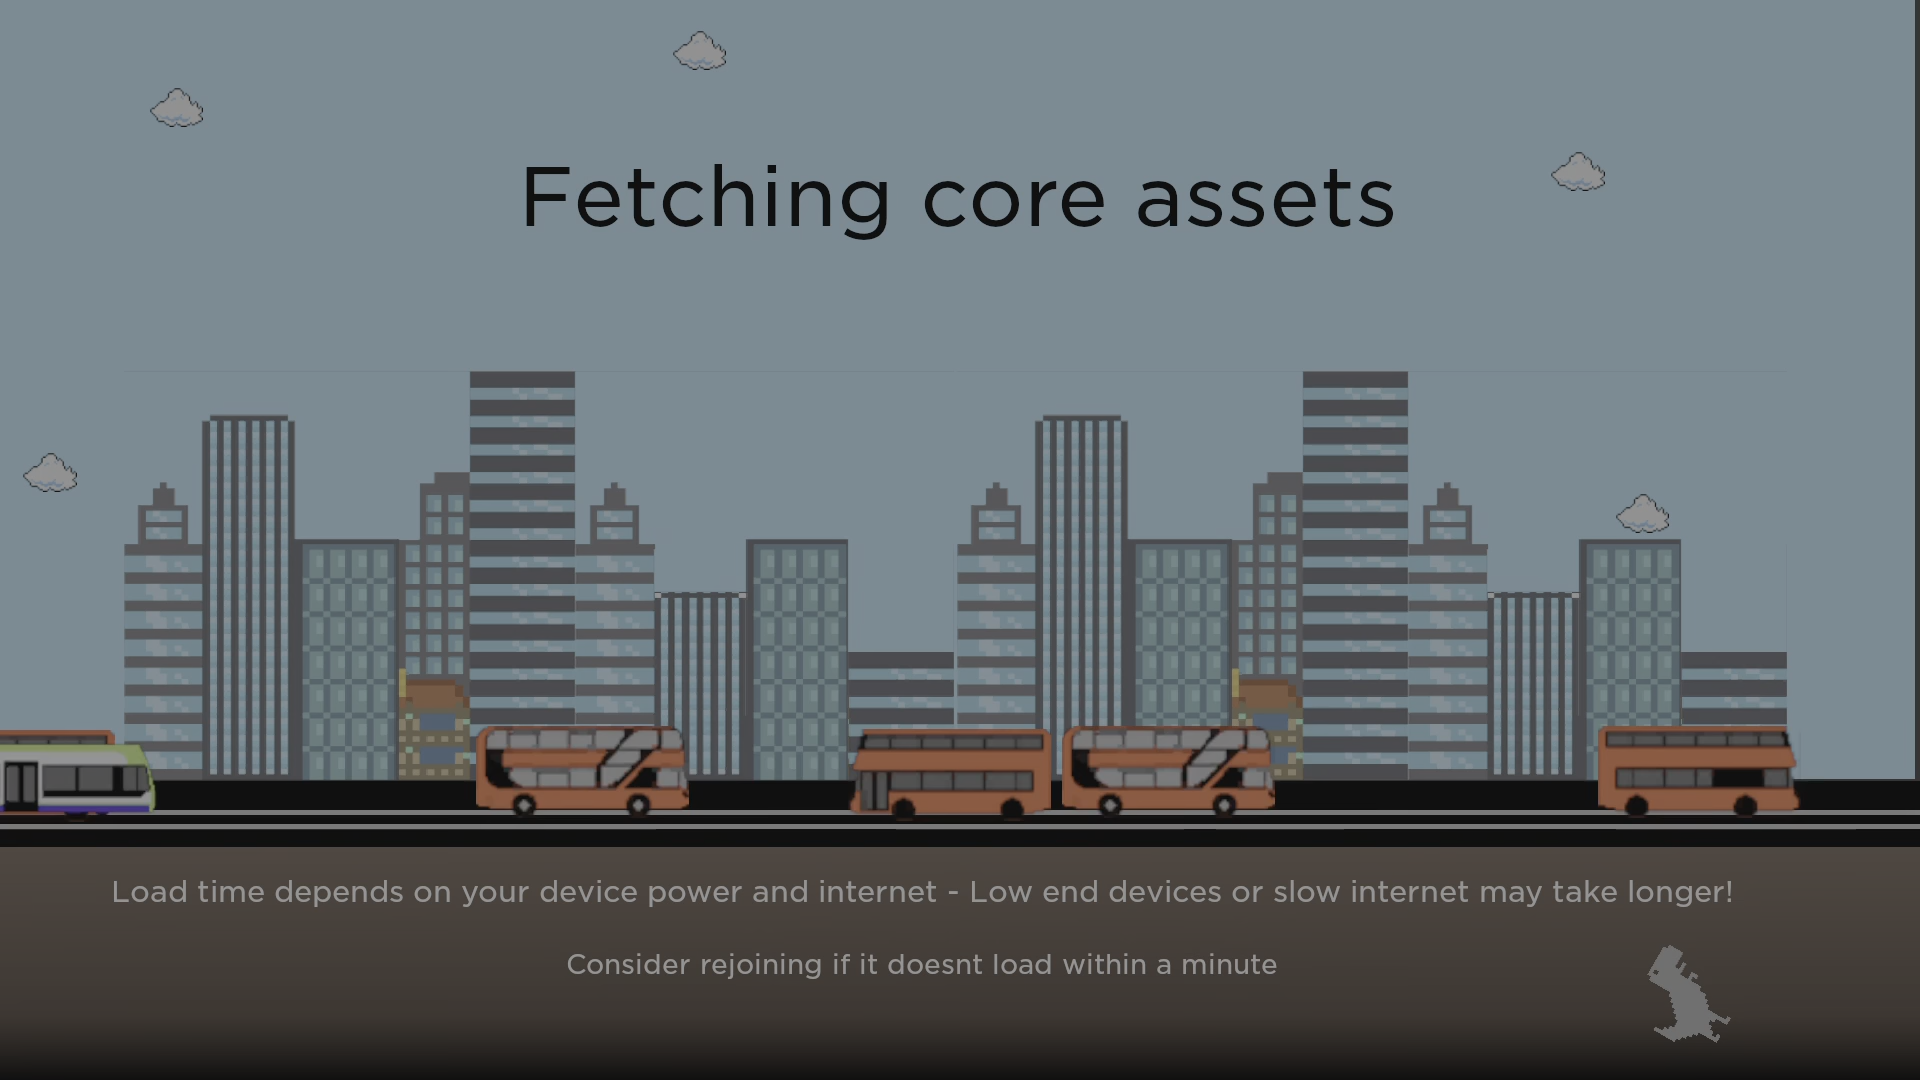 Fetching core assets
Load time depends on your device power and internet - Low end devices or slow internet may take longer!
Consider rejoining if it doesnt load within a minute